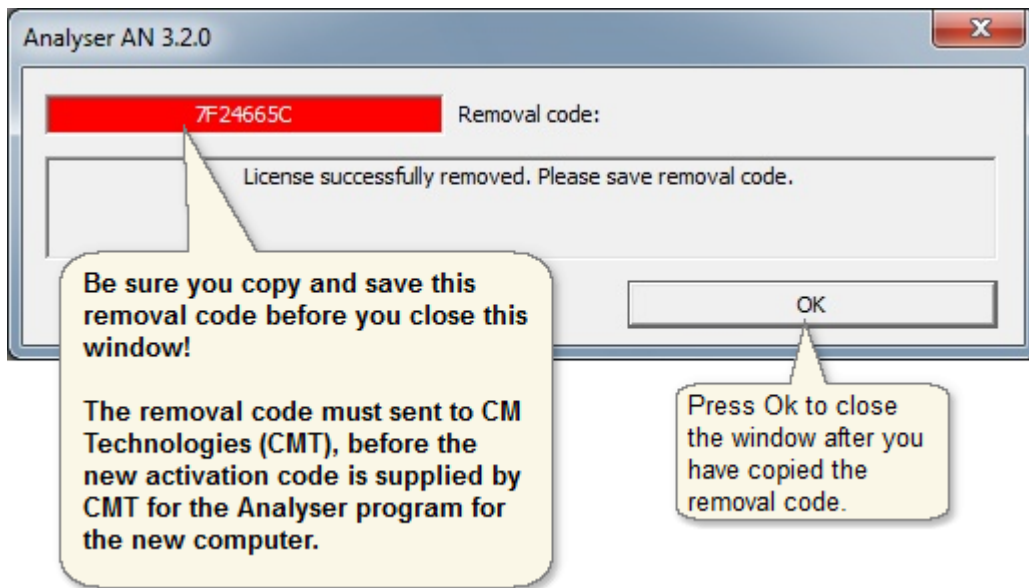 Analyser AN 3.2.0
7F24665C
Removal code:
License successfully removed. Please save removal code.
Be sure you copy and save this
removal code before you close this
window!
The removal code must sent to CM
Technologies (CMT), before the
new activation code is supplied by
CMT for the Analyser program for
the new computer.
OK
Press Ok to close
the window after you
have copied the
removal code.